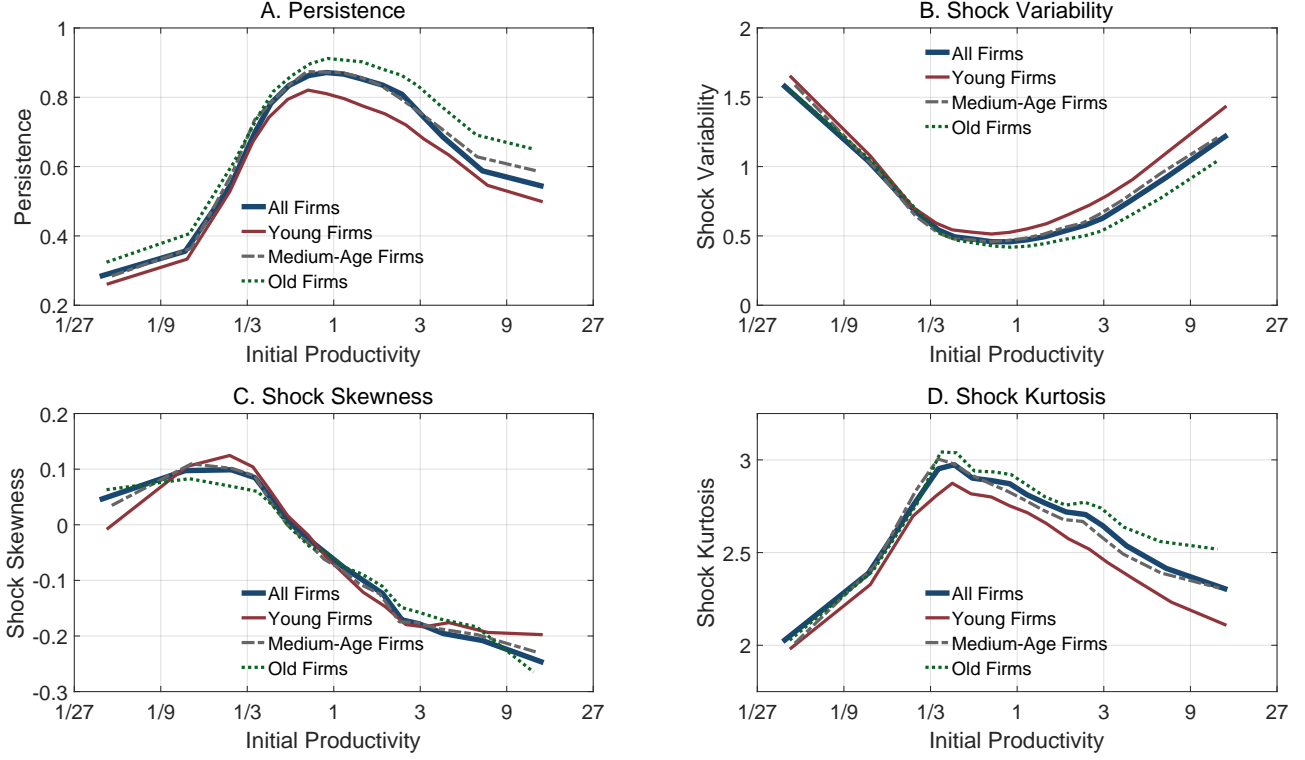 A. Persistence
1
0.8
0.6
0.4
0.2
Persistence
All Firms
Young Firms
Medium-Age Firms
Old Firms
1/27 1/9 1/3 1 3 9 27
Initial Productivity
B. Shock Variability
2
1.5
1
0.5
0
Shock Variability
All Firms
Young Firms
Medium-Age Firms
Old Firms
1/27 1/9 1/3 1 3 9 27
Initial Productivity
C. Shock Skewness
0.2
0.1
0
-0.1
-0.2
-0.3
Shock Skewness
All Firms
Young Firms
Medium-Age Firms
Old Firms
1/27 1/9 1/3 1 3 9 27
Initial Productivity
D. Shock Kurtosis
3
2.5
2
Shock Kurtosis
All Firms
Young Firms
Medium-Age Firms
Old Firms
1/27 1/9 1/3 1 3 9 27
Initial Productivity